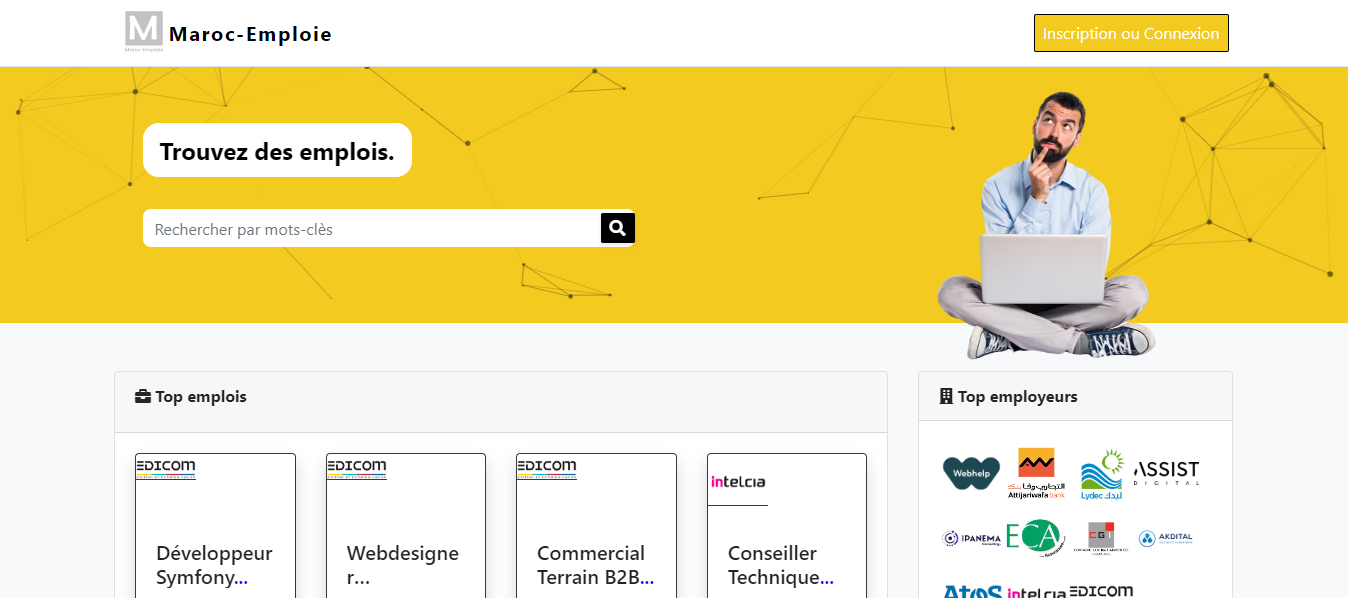 M Maroc-Emploie
Maroc-Emploie
Inscription ou Connexion
Trouvez des emplois.
Rechercher par mots-clès
Top emplois
Top employeurs
EDICOM
EDICOM
EDICOM
intelcia
Développeur
Symfony...
Webdesigne
r...
Commercial
Terrain B2B...
Conseiller
Technique...
Webhelp
التجاري وفا بنك
Attijariwafa bank
Lydec ليدك
ASSIST
DIGITAL
IPANEMA
ECA
CGI
AKDITAL
Atos
intelcia
EDICOM